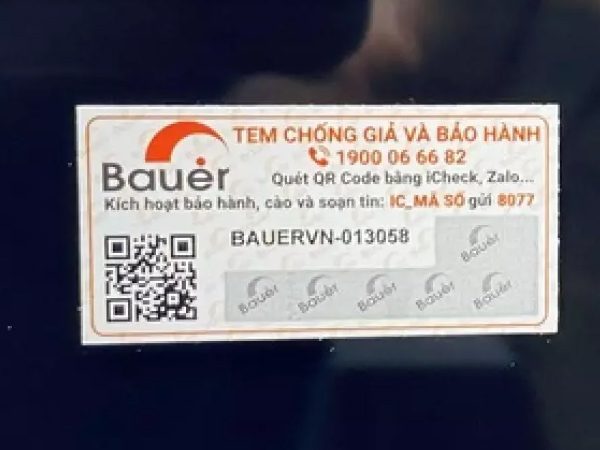 Bauer
TEM CHỐNG GIẢ VÀ BẢO HÀNH
1900 06 66 82
Quét QR Code bằng iCheck, Zalo...
Kích hoạt bảo hành, cào và soạn tin: IC_MÃ SỐ gửi 8077
BAUERVN-013058
Bauer
Bauer Bauer Bauer Bauer Bauer